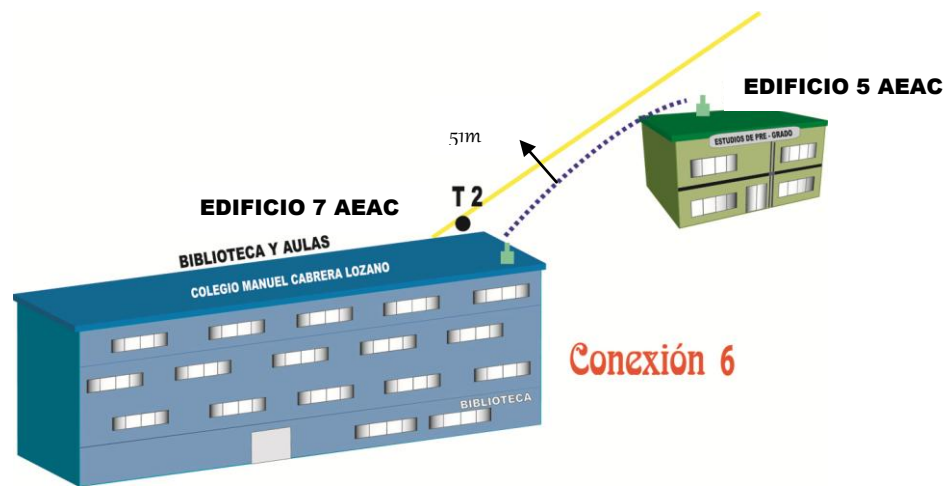 EDIFICIO 5 AEAC
ESTUDIOS DE PRE - GRADO
51m
T 2
EDIFICIO 7 AEAC
BIBLIOTECA Y AULAS
COLEGIO MANUEL CABRERA LOZANO
Conexión 6
BIBLIOTECA